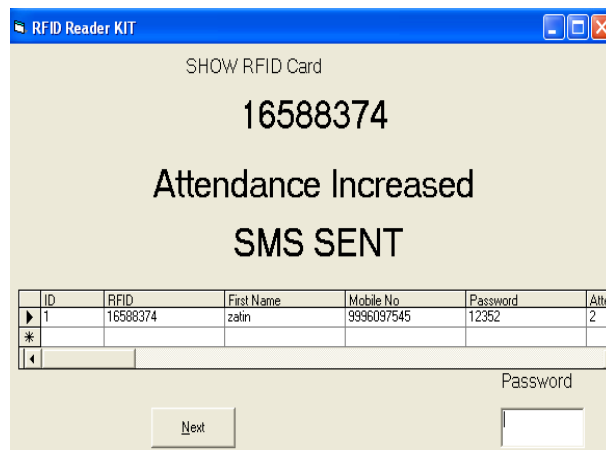 RFID Reader KIT
SHOW RFID Card
16588374
Attendance Increased
SMS SENT
ID RFID First Name Mobile No Password Atte
1 16588374 zatin 9996097545 12352 2
Password
Next